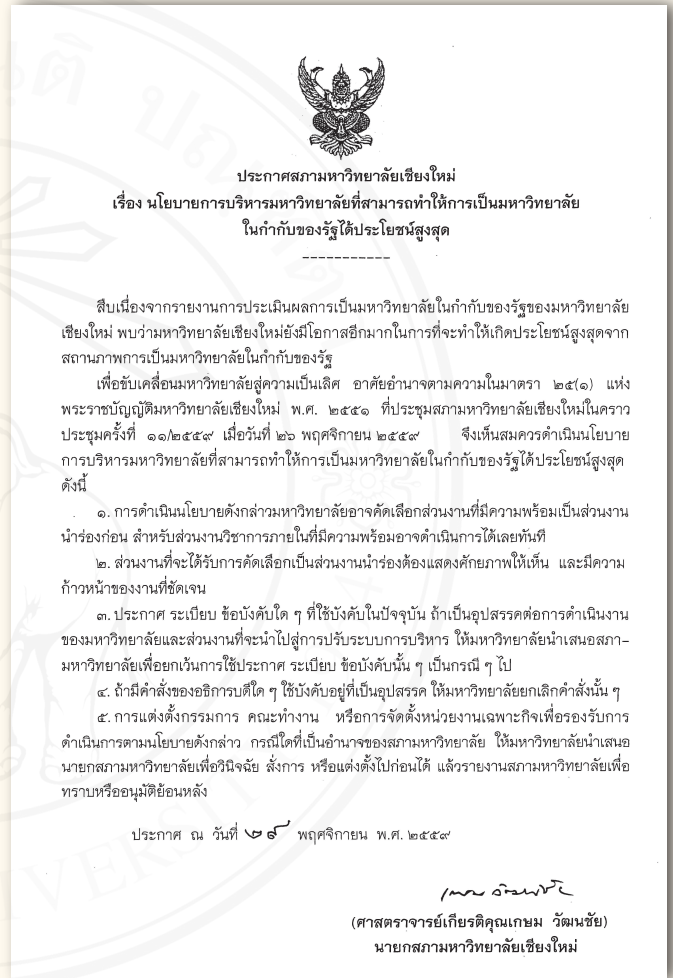 ประกาศสภามหาวิทยาลัยเชียงใหม่
เรื่อง นโยบายการบริหารมหาวิทยาลัยที่สามารถทำให้การเป็นมหาวิทยาลัย
ในกำกับของรัฐได้ประโยชน์สูงสุด
-----------
สืบเนื่องจากรายงานการประเมินผลการเป็นมหาวิทยาลัยในกำกับของรัฐของมหาวิทยาลัย
เชียงใหม่ พบว่ามหาวิทยาลัยเชียงใหม่ยังมีโอกาสอีกมากในการที่จะทำให้เกิดประโยชน์สูงสุดจาก
สถานภาพการเป็นมหาวิทยาลัยในกำกับของรัฐ
เพื่อขับเคลื่อนมหาวิทยาลัยสู่ความเป็นเลิศ อาศัยอำนาจตามความในมาตรา ๒๕(๑) แห่ง
พระราชบัญญัติมหาวิทยาลัยเชียงใหม่ พ.ศ. ๒๕๕๑ ที่ประชุมสภามหาวิทยาลัยเชียงใหม่ในคราว
ประชุมครั้งที่ ๑๑/๒๕๕๙ เมื่อวันที่ ๒๖ พฤศจิกายน ๒๕๕๙ จึงเห็นสมควรดำเนินนโยบาย
การบริหารมหาวิทยาลัยที่สามารถทำให้การเป็นมหาวิทยาลัยในกำกับของรัฐได้ประโยชน์สูงสุด
ดังนี้
๑. การดำเนินนโยบายดังกล่าวมหาวิทยาลัยอาจคัดเลือกส่วนงานที่มีความพร้อมเป็นส่วนงาน
นำร่องก่อน สำหรับส่วนงานวิชาการภายในที่มีความพร้อมอาจดำเนินการได้เลยทันที
๒. ส่วนงานที่จะได้รับการคัดเลือกเป็นส่วนงานนำร่องต้องแสดงศักยภาพให้เห็น และมีความ
ก้าวหน้าของงานที่ชัดเจน
๓. ประกาศ ระเบียบ ข้อบังคับใด ๆ ที่ใช้บังคับในปัจจุบัน ถ้าเป็นอุปสรรคต่อการดำเนินงาน
ของมหาวิทยาลัยและส่วนงานที่จะนำไปสู่การปรับระบบการบริหาร ให้มหาวิทยาลัยนำเสนอสภา-
มหาวิทยาลัยเพื่อยกเว้นการใช้ประกาศ ระเบียบ ข้อบังคับนั้น ๆ เป็นกรณี ๆ ไป
๔. ถ้ามีคำสั่งของอธิการบดีใด ๆ ใช้บังคับอยู่ที่เป็นอุปสรรค ให้มหาวิทยาลัยยกเลิกคำสั่งนั้น ๆ
๕. การแต่งตั้งกรรมการ คณะทำงาน หรือการจัดตั้งหน่วยงานเฉพาะกิจเพื่อรองรับการ
ดำเนินการตามนโยบายดังกล่าว กรณีใดที่เป็นอำนาจของสภามหาวิทยาลัย ให้มหาวิทยาลัยนำเสนอ
นายกสภามหาวิทยาลัยเพื่อวินิจฉัย สั่งการ หรือแต่งตั้งไปก่อนได้ แล้วรายงานสภามหาวิทยาลัยเพื่อ
ทราบหรืออนุมัติย้อนหลัง
ประกาศ ณ วันที่ ๒๙ พฤศจิกายน พ.ศ. ๒๕๕๙
(ศาสตราจารย์เกียรติคุณเกษม วัฒนชัย)
นายกสภามหาวิทยาลัยเชียงใหม่